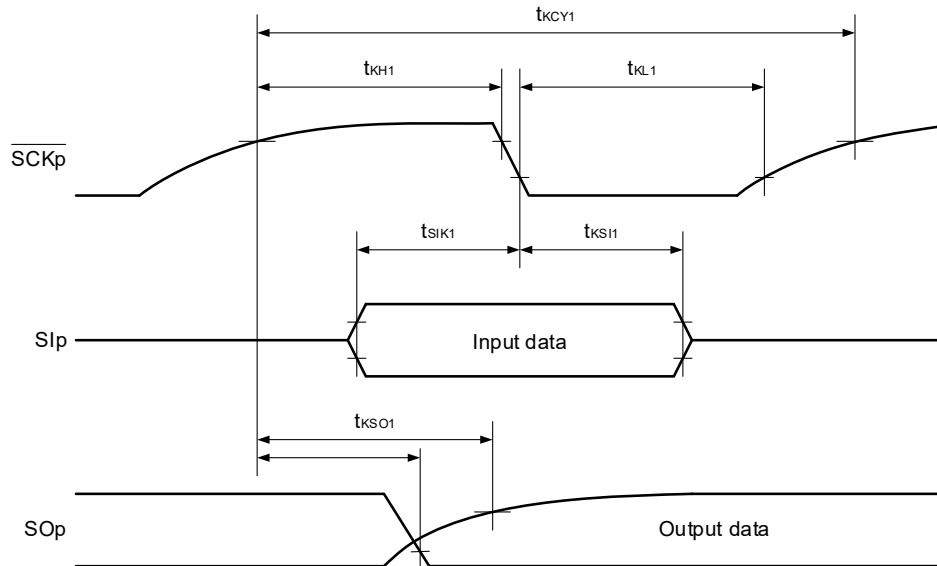 tKCY1
tKH1
tKL1
SCKp
tSIK1
tKSI1
SIp
Input data
tKSO1
SOp
Output data